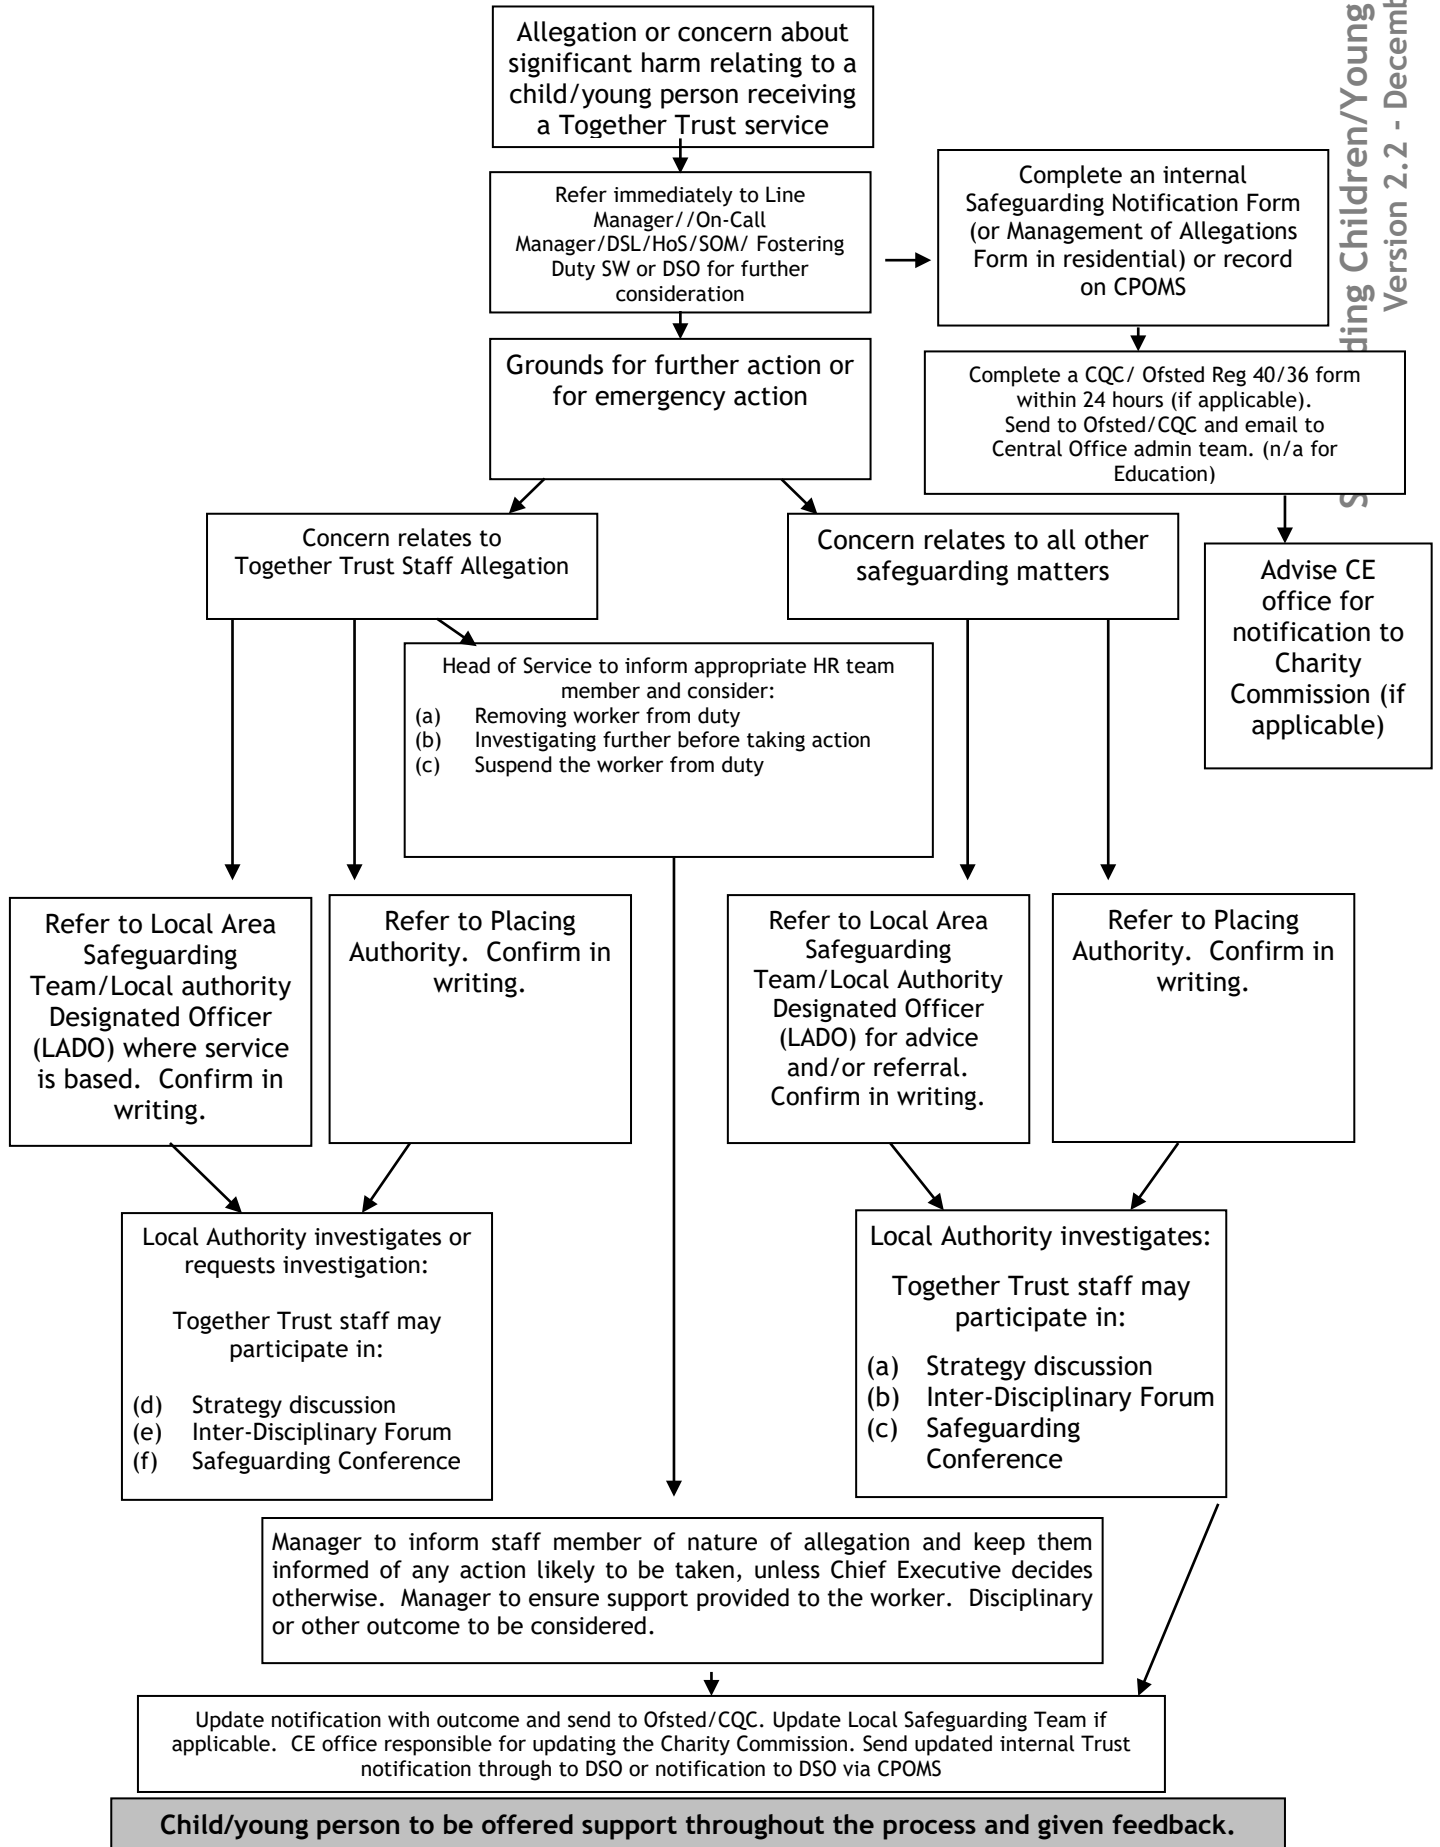 Allegation or concern about
significant harm relating to a
child/young person receiving
a Together Trust service
Refer immediately to Line
Manager//On-Call
Manager/DSL/HoS/SOM/ Fostering
Duty SW or DSO for further
consideration
Complete an internal
Safeguarding Notification Form
(or Management of Allegations
Form in residential) or record
on CPOMS
ding Children/Young
Version 2.2 - Decemb
Grounds for further action or
for emergency action
Complete a CQC/ Ofsted Reg 40/36 form
within 24 hours (if applicable).
Send to Ofsted/CQC and email to
Central Office admin team. (n/a for
Education)
Concern relates to
Together Trust Staff Allegation
Concern relates to all other
safeguarding matters
Advise CE
office for
notification to
Charity
Commission (if
applicable)
Head of Service to inform appropriate HR team
member and consider:
(a) Removing worker from duty
(b) Investigating further before taking action
(c) Suspend the worker from duty
Refer to Local Area
Safeguarding
Team/Local authority
Designated Officer
(LADO) where service
is based. Confirm in
writing.
Refer to Placing
Authority. Confirm in
writing.
Refer to Local Area
Safeguarding
Team/Local Authority
Designated Officer
(LADO) for advice
and/or referral.
Confirm in writing.
Refer to Placing
Authority. Confirm in
writing.
Local Authority investigates or
requests investigation:
Together Trust staff may
participate in:
(d) Strategy discussion
(e) Inter-Disciplinary Forum
(f) Safeguarding Conference
Local Authority investigates:
Together Trust staff may
participate in:
(a) Strategy discussion
(b) Inter-Disciplinary Forum
(c) Safeguarding
Conference
Manager to inform staff member of nature of allegation and keep them
informed of any action likely to be taken, unless Chief Executive decides
otherwise. Manager to ensure support provided to the worker. Disciplinary
or other outcome to be considered.
Update notification with outcome and send to Ofsted/CQC. Update Local Safeguarding Team if
applicable. CE office responsible for updating the Charity Commission. Send updated internal Trust
notification through to DSO or notification to DSO via CPOMS
Child/young person to be offered support throughout the process and given feedback.